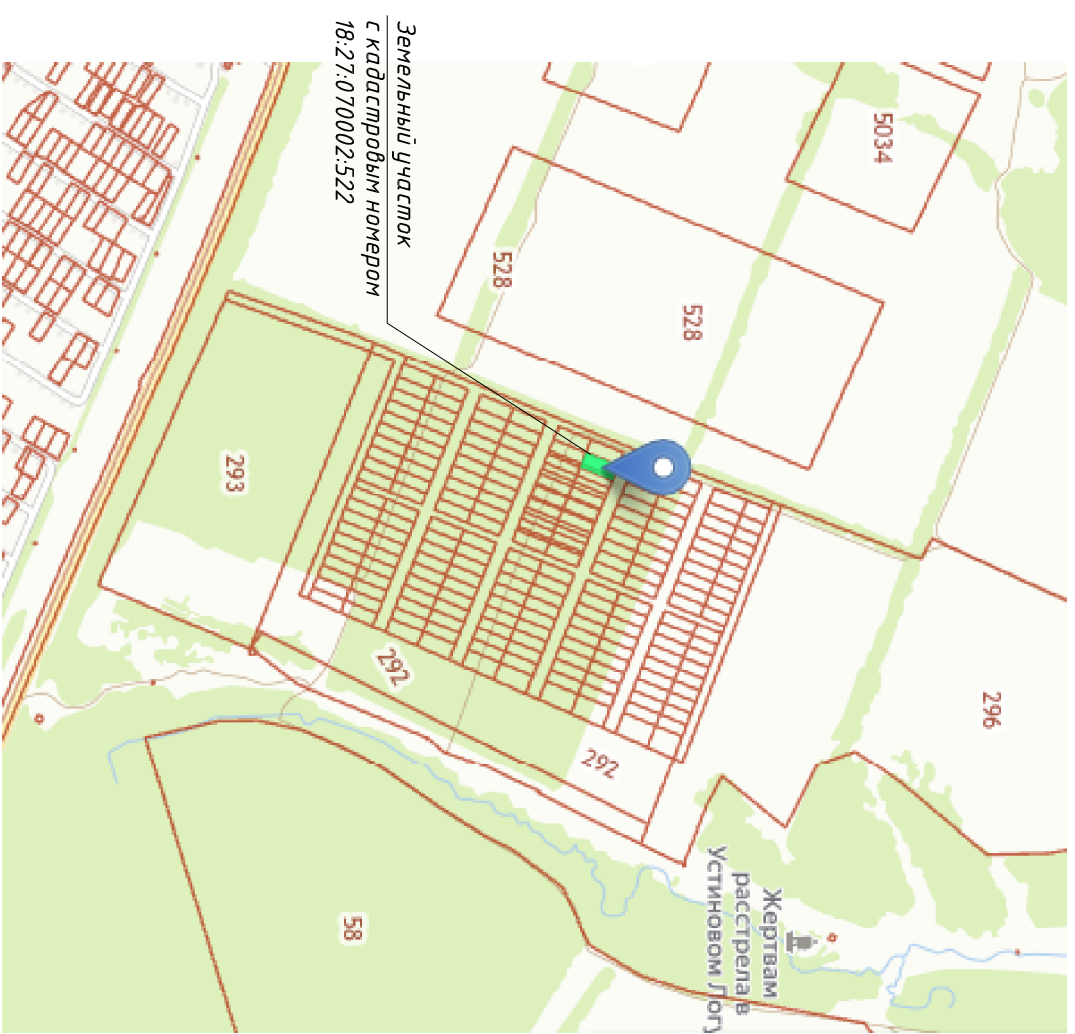 Земельный участок
с кадастровым номером
18:27:070002:522
5034
528
528
293
292
292
296
58
Жертвам
расстрела в
Устиновом Логу